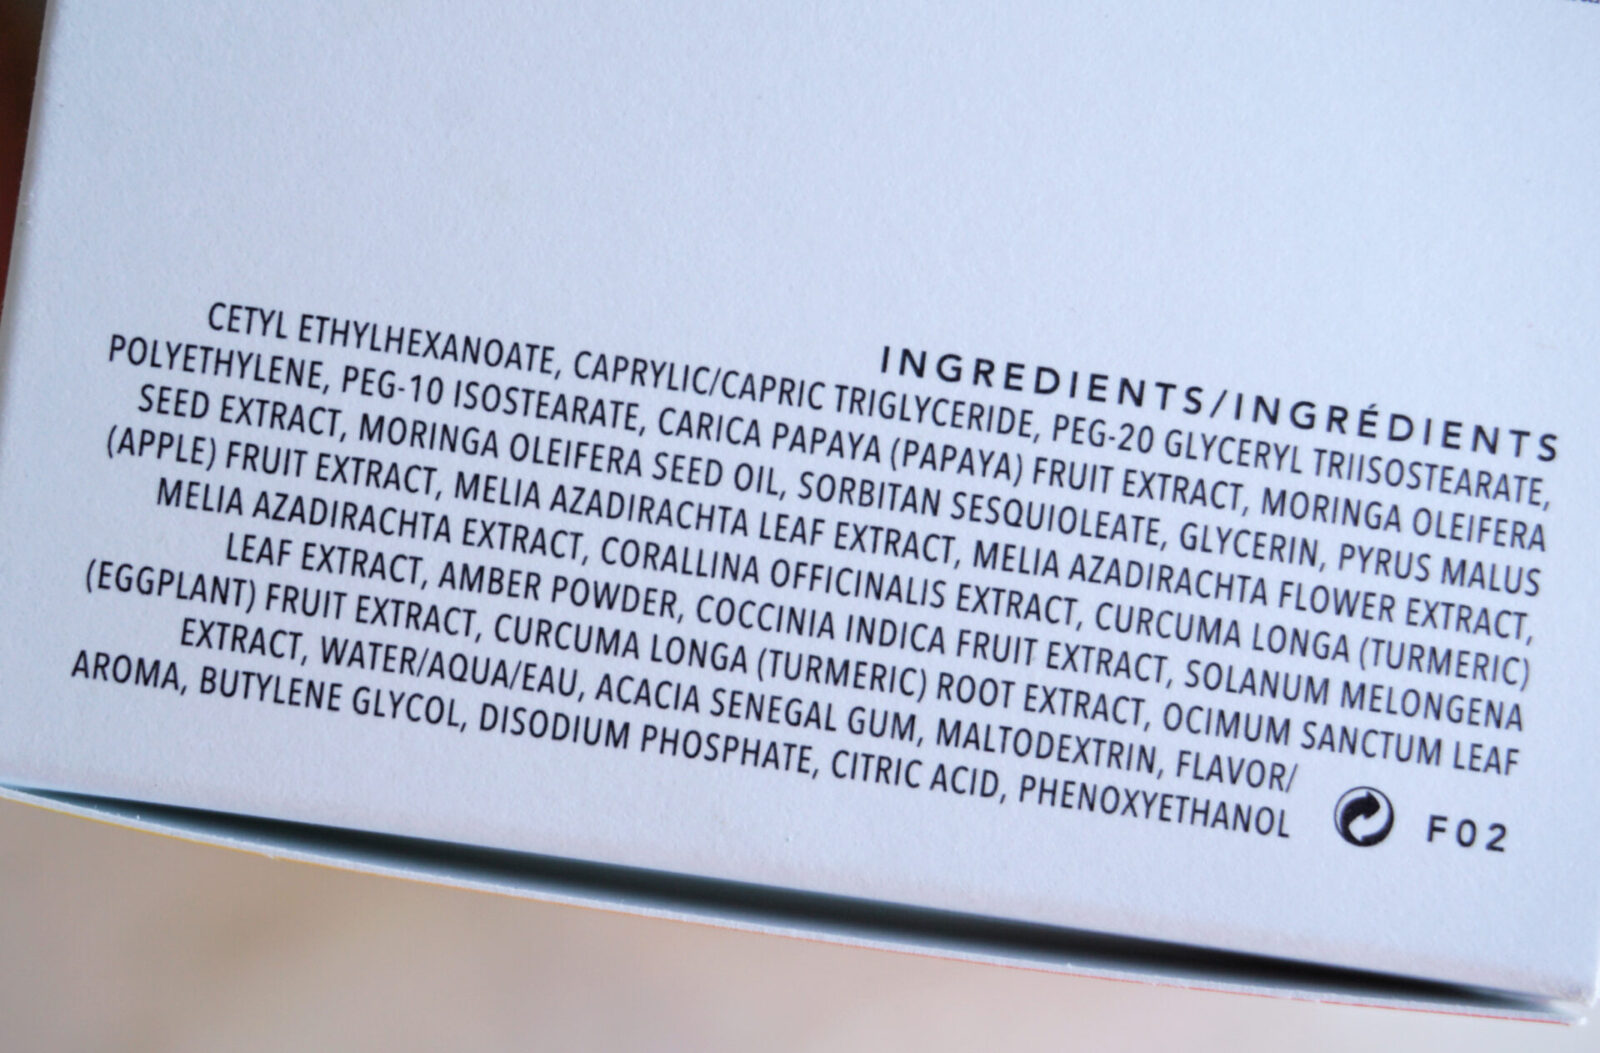 INGREDIENTS/INGRÉDIENTS
CETYL ETHYLHEXANOATE, CAPRYLIC/CAPRIC TRIGLYCERIDE, PEG-20 GLYCERYL TRIISOSTEARATE,
POLYETHYLENE, PEG-10 ISOSTEARATE, CARICA PAPAYA (PAPAYA) FRUIT EXTRACT, MORINGA OLEIFERA
SEED EXTRACT, MORINGA OLEIFERA SEED OIL, SORBITAN SESQUIOLEATE, GLYCERIN, PYRUS MALUS
(APPLE) FRUIT EXTRACT, MELIA AZADIRACHTA LEAF EXTRACT, MELIA AZADIRACHTA FLOWER EXTRACT,
MELIA AZADIRACHTA EXTRACT, CORALLINA OFFICINALIS EXTRACT, CURCUMA LONGA (TURMERIC)
LEAF EXTRACT, AMBER POWDER, COCCINIA INDICA FRUIT EXTRACT, SOLANUM MELONGENA
(EGGPLANT) FRUIT EXTRACT, CURCUMA LONGA (TURMERIC) ROOT EXTRACT, OCIMUM SANCTUM LEAF
EXTRACT, WATER/AQUA/EAU, ACACIA SENEGAL GUM, MALTODEXTRIN, FLAVOR/
AROMA, BUTYLENE GLYCOL, DISODIUM PHOSPHATE, CITRIC ACID, PHENOXYETHANOL
F02